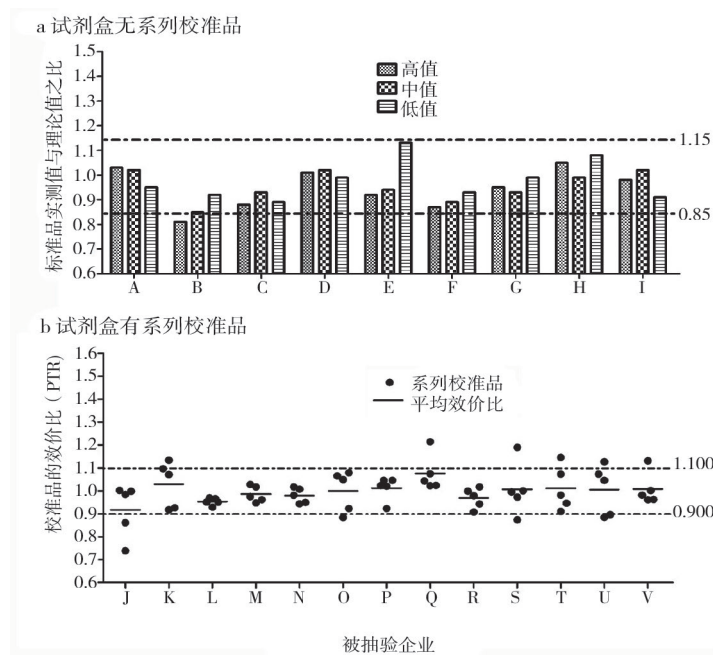 a 试剂盒无系列校准品
标准品实测值与理论值之比
1.5
1.4
1.3
1.2
1.1
1.0
0.9
0.8
0.7
0.6
高值
中值
低值
1.15
0.85
A B C D E F G H I
b 试剂盒有系列校准品
校准品的效价比（PTR）
1.6
1.5
1.4
1.3
1.2
1.1
1.0
0.9
0.8
0.7
0.6
系列校准品
平均效价比
1.100
0.900
J K L M N O P Q R S T U V
被抽验企业